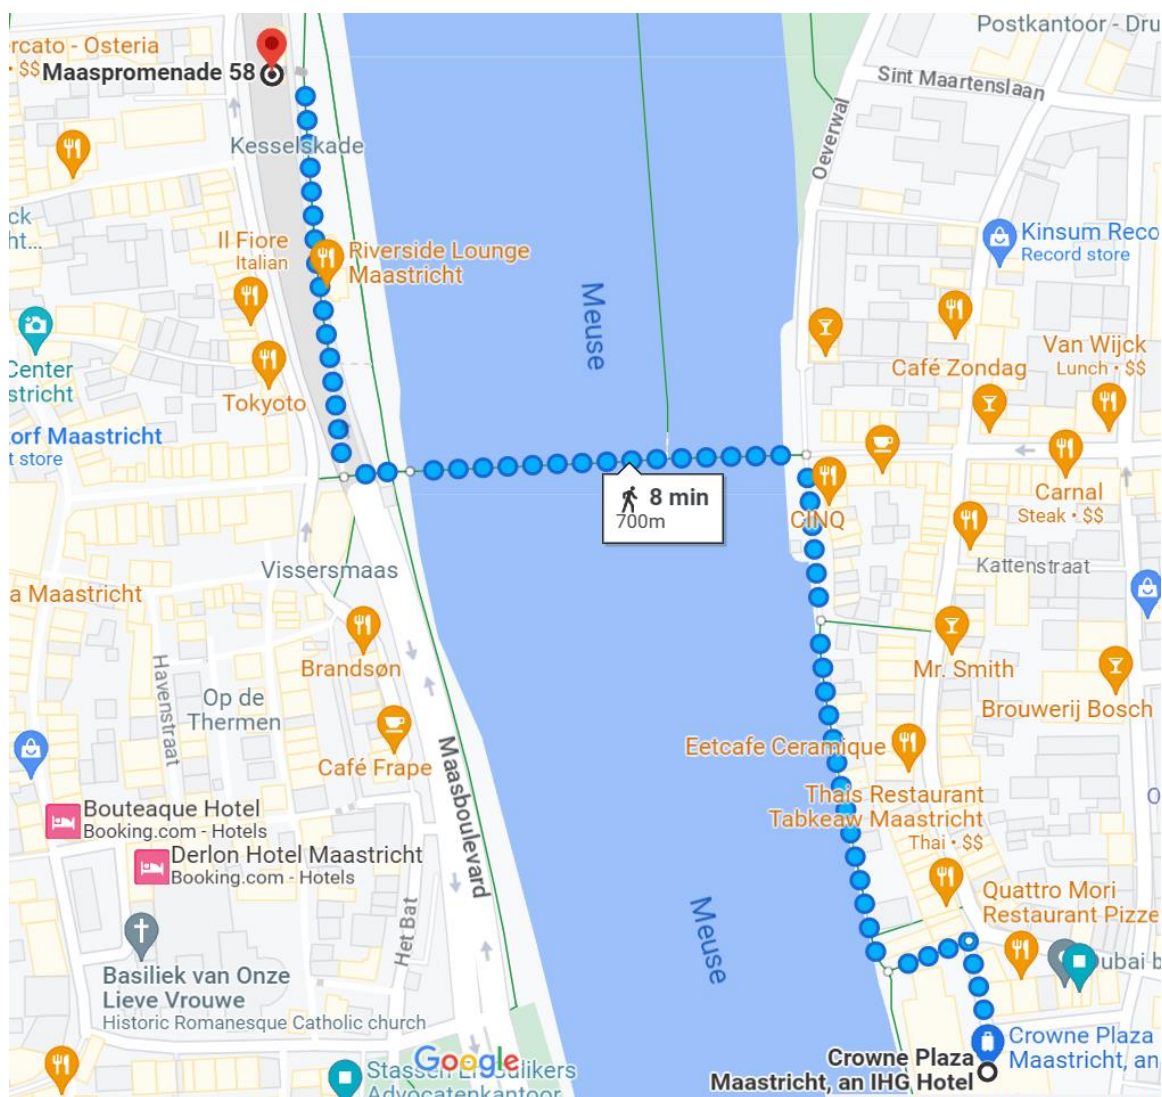 Postkantoor - Dru
rcato - Osteria
• $$
Maaspromenade 58
Sint Maartenslaan
Oeverwal
Kesselskade
ck
ht...
Il Fiore
Italian
Riverside Lounge
Maastricht
Kinsum Reco
Record store
Meuse
Center
stricht
Van Wijck
Lunch • $$
Café Zondag
Tokyoto
orf Maastricht
t store
8 min
700m
CINQ
Carnal
Steak • $$
Kattenstraat
Vissersmaas
a Maastricht
Brandsøn
Havenstraat
Mr. Smith
Op de
Thermen
Brouwerij Bosch
Eetcafe Ceramique
Café Frape
Maasboulevard
Thais Restaurant
Tabkeaw Maastricht
Thai • $$
Bouteaque Hotel
Booking.com - Hotels
Derlon Hotel Maastricht
Booking.com - Hotels
Quattro Mori
Restaurant Pizze
Het Bat
Meuse
Basiliek van Onze
Lieve Vrouwe
Historic Romanesque Catholic church
Dubai b
Google
Crowne Plaza
Maastricht, an IHG Hotel
Crowne Plaza
Maastricht, an
Advocatenkantoor